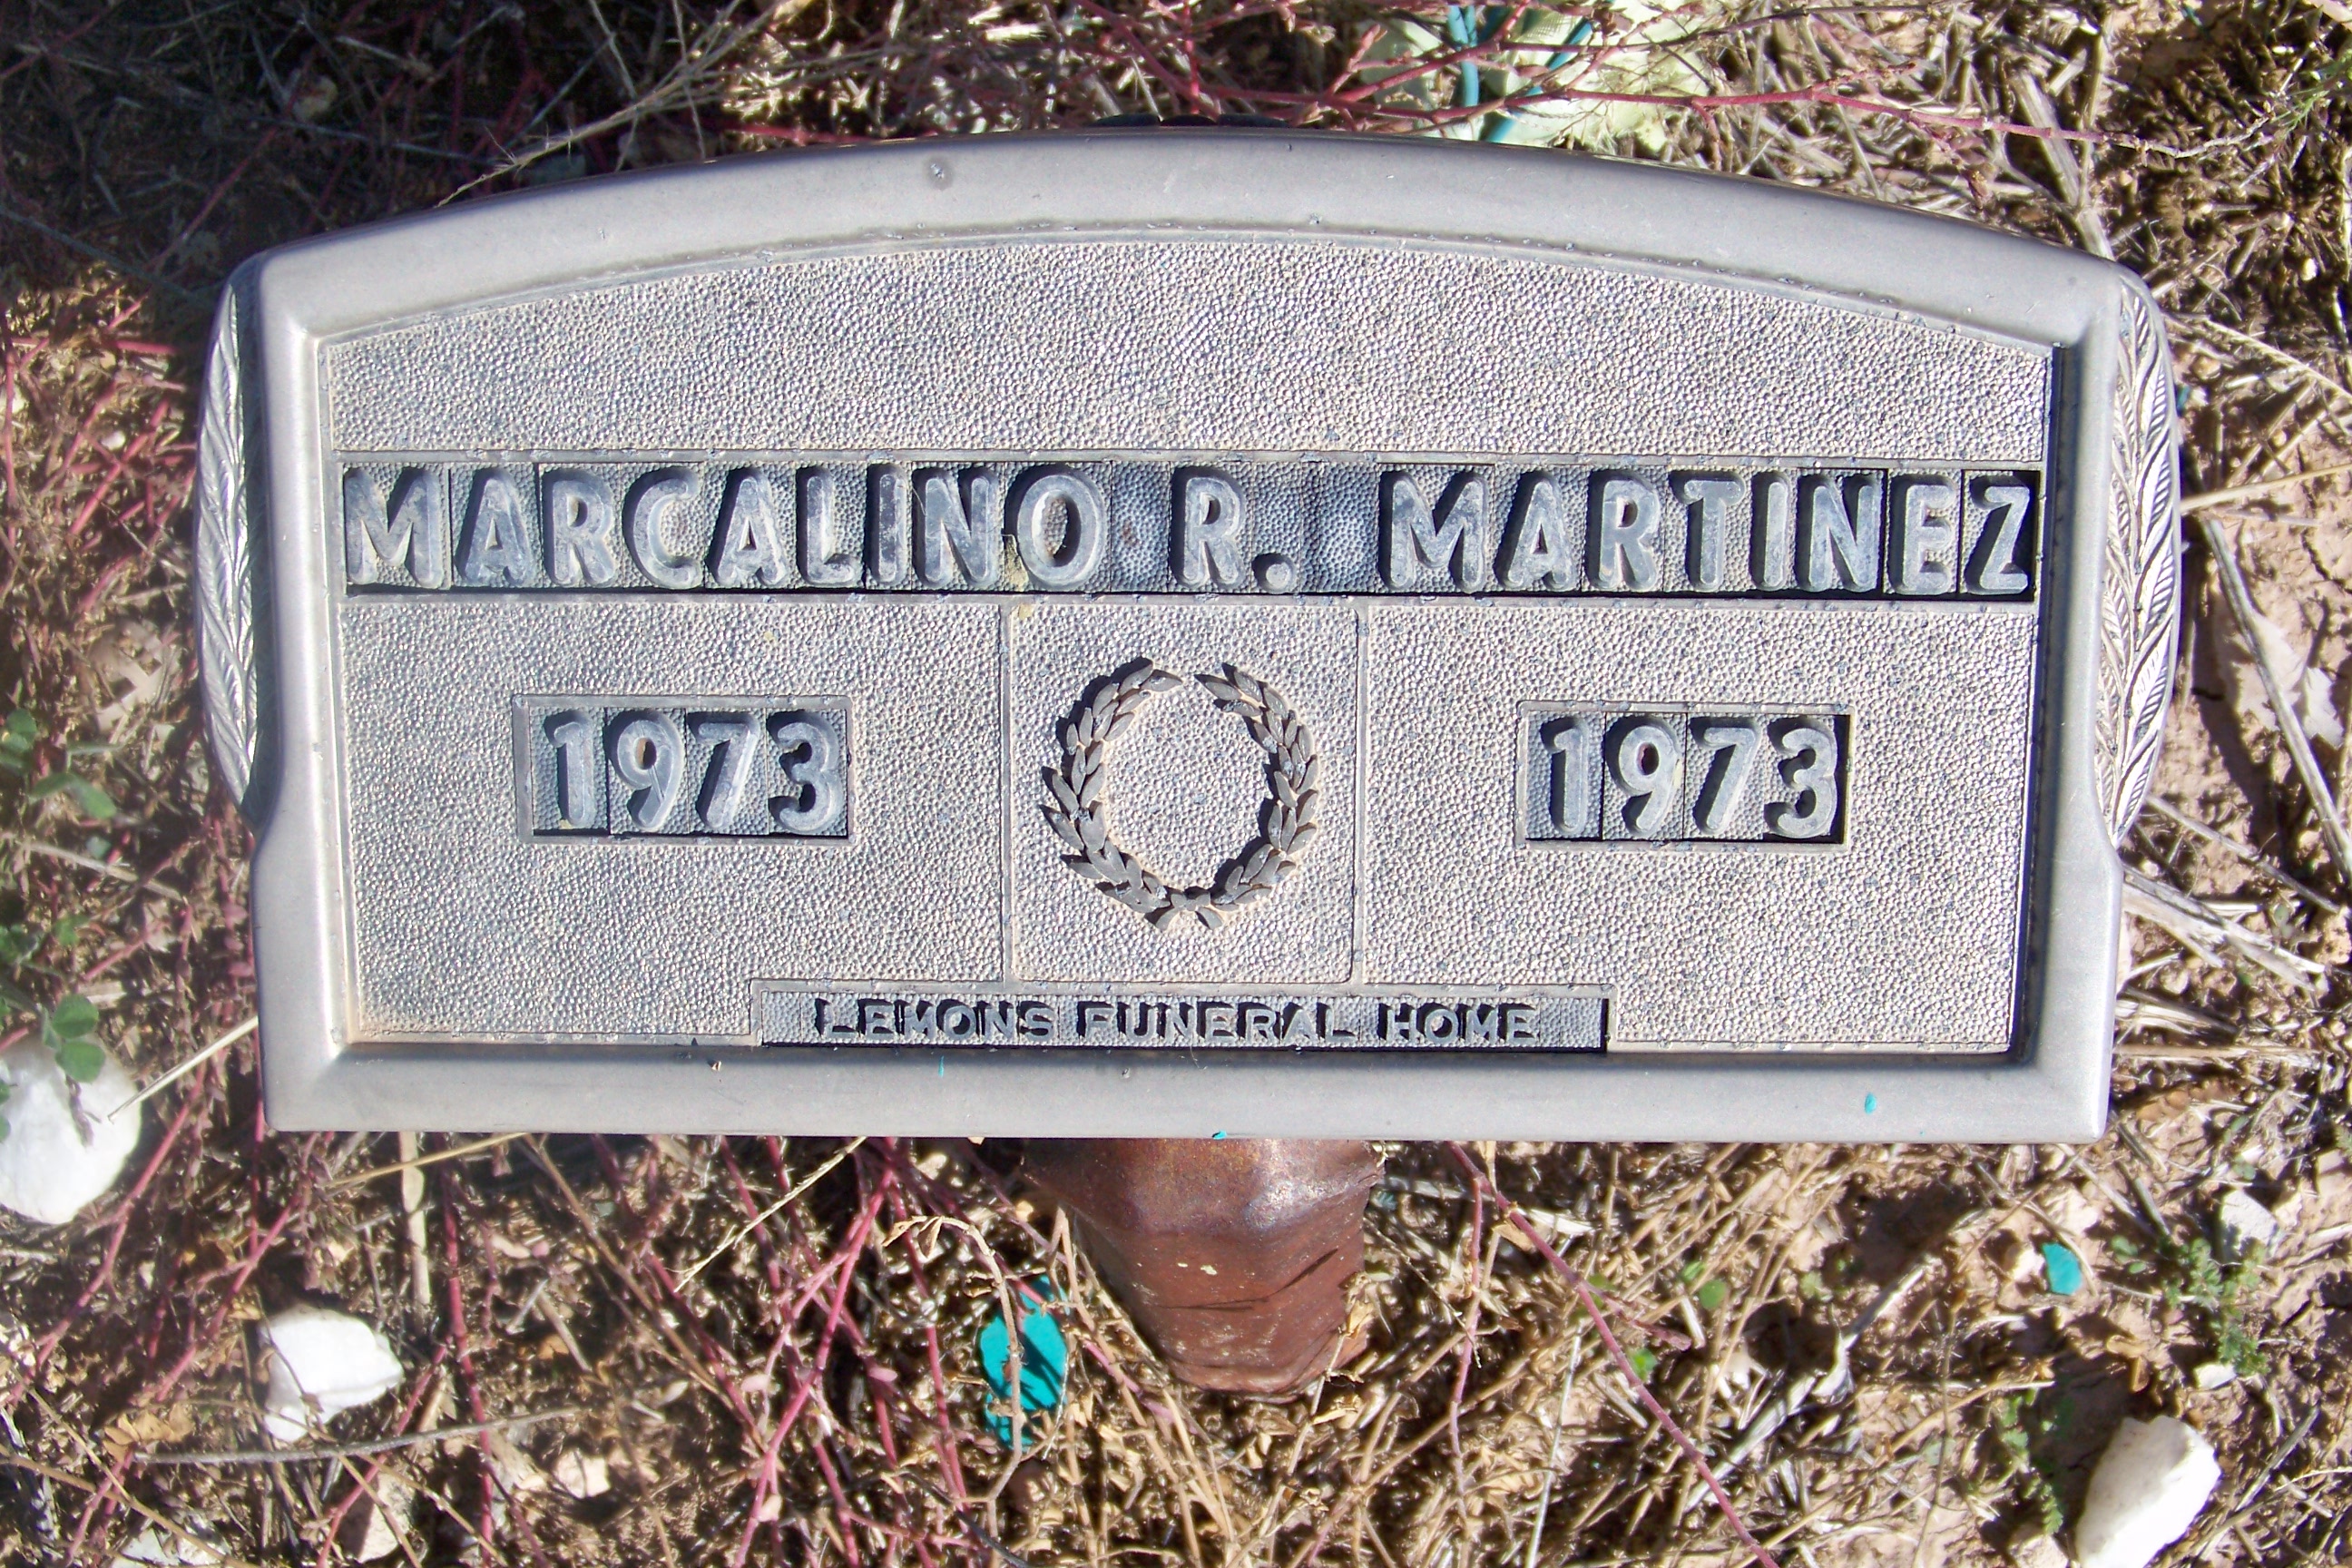 MARCALINO R. MARTINEZ
1973 1973
LEMONS FUNERAL HOME